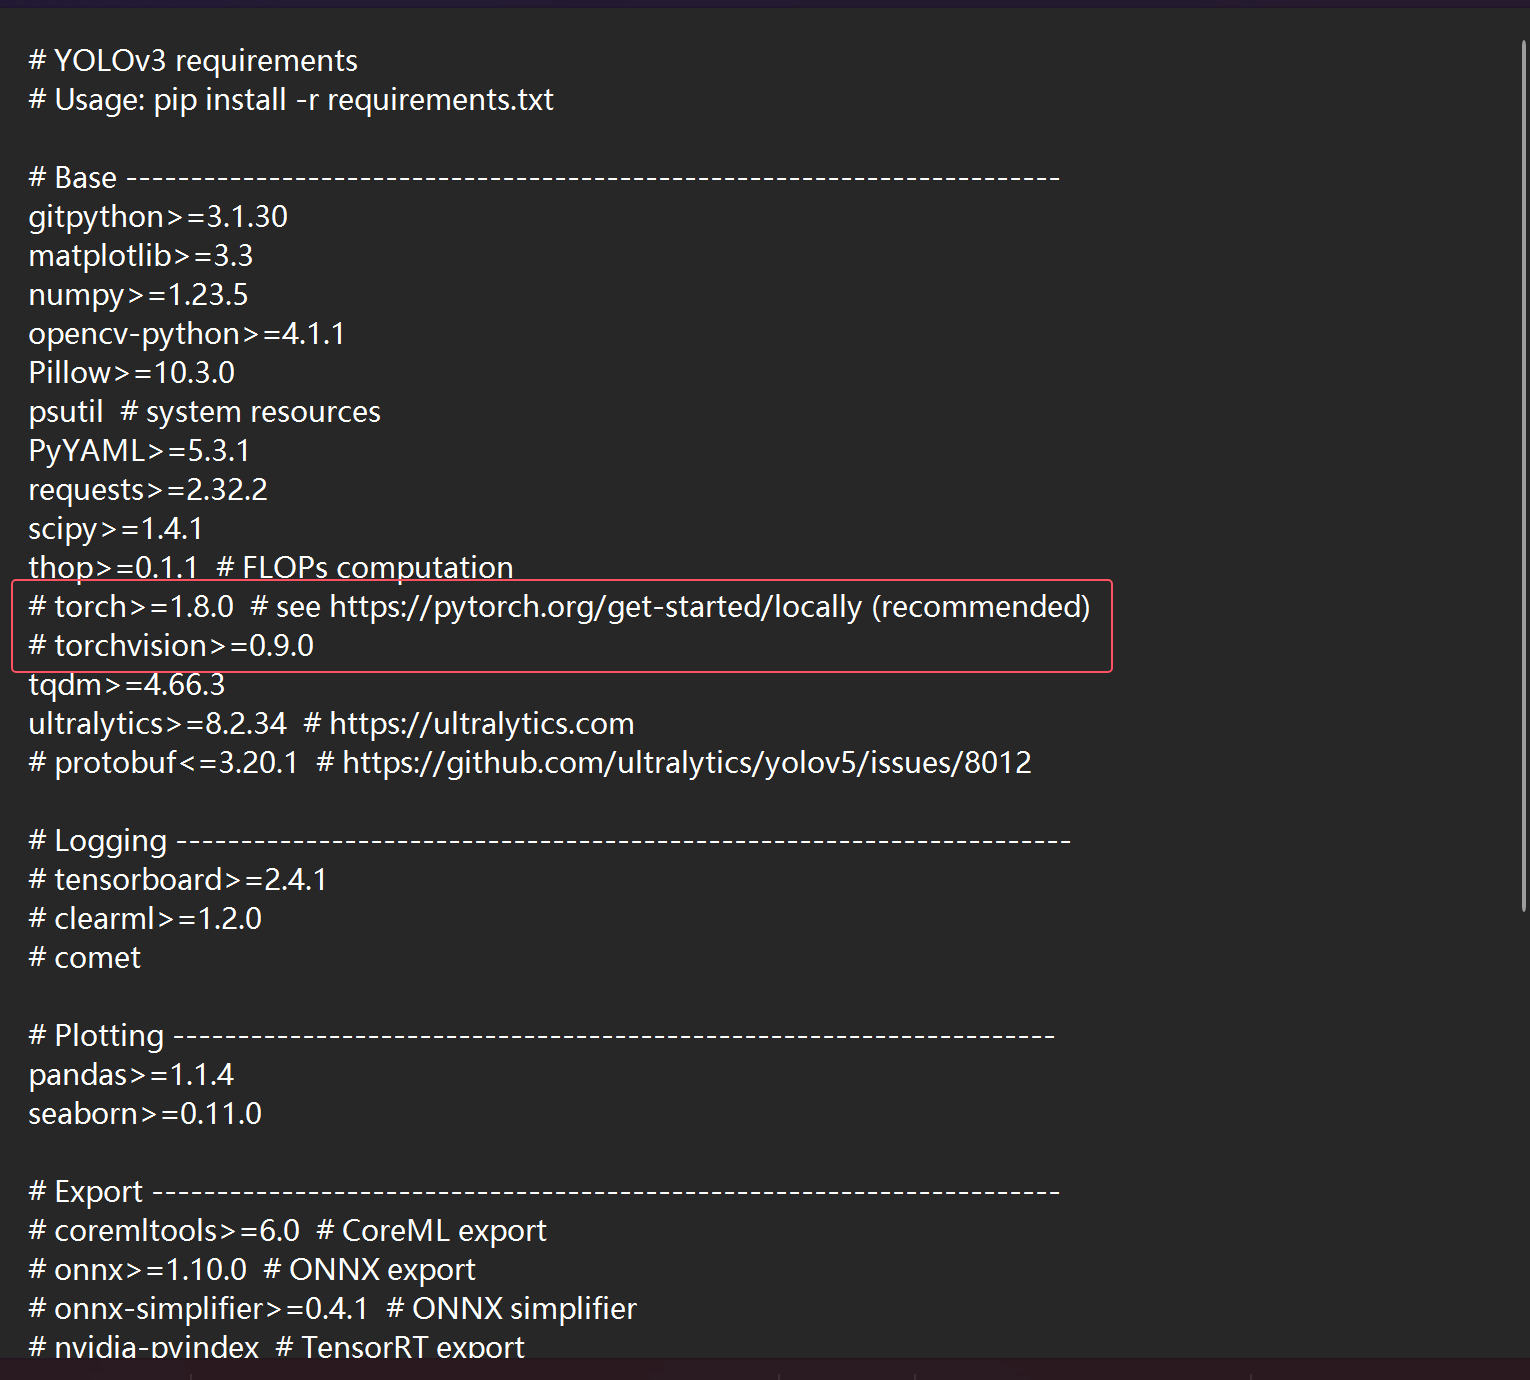 # YOLOv3 requirements
# Usage: pip install -r requirements.txt
# Base ------------------------------------------------------------------------
gitpython>=3.1.30
matplotlib>=3.3
numpy>=1.23.5
opencv-python>=4.1.1
Pillow>=10.3.0
psutil  # system resources
PyYAML>=5.3.1
requests>=2.32.2
scipy>=1.4.1
thop>=0.1.1  # FLOPs computation
# torch>=1.8.0  # see https://pytorch.org/get-started/locally (recommended)
# torchvision>=0.9.0
tqdm>=4.66.3
ultralytics>=8.2.34  # https://ultralytics.com
# protobuf<=3.20.1  # https://github.com/ultralytics/yolov5/issues/8012
# Logging ---------------------------------------------------------------------
# tensorboard>=2.4.1
# clearml>=1.2.0
# comet
# Plotting --------------------------------------------------------------------
pandas>=1.1.4
seaborn>=0.11.0
# Export ----------------------------------------------------------------------
# coremltools>=6.0  # CoreML export
# onnx>=1.10.0  # ONNX export
# onnx-simplifier>=0.4.1  # ONNX simplifier
# nvidia-pyindex  # TensorRT export